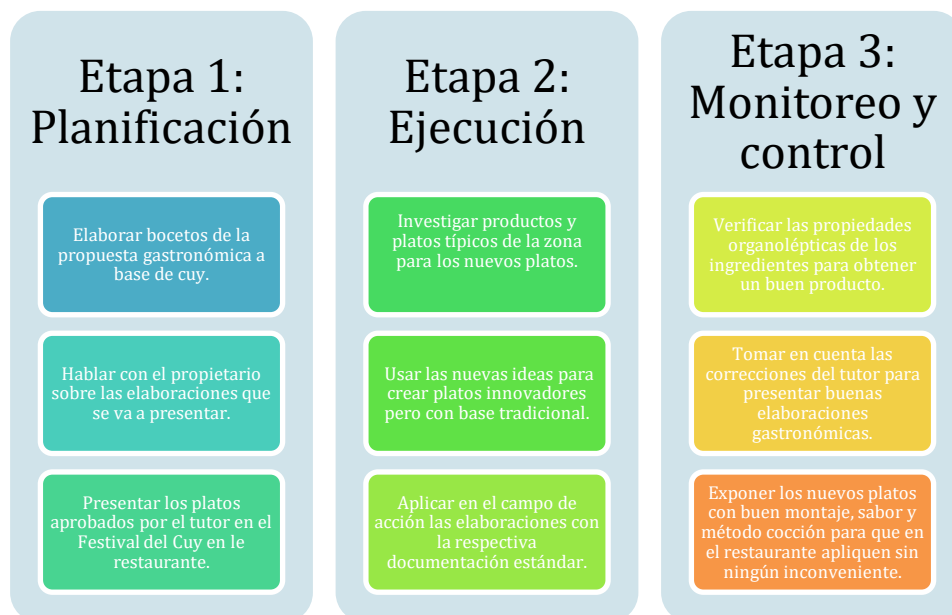 Etapa 1:
Planificación
Elaborar bocetos de la
propuesta gastronómica a
base de cuy.
Hablar con el propietario
sobre las elaboraciones que
se va a presentar.
Presentar los platos
aprobados por el tutor en el
Festival del Cuy en le
restaurante.
Etapa 2:
Ejecución
Investigar productos y
platos típicos de la zona
para los nuevos platos.
Usar las nuevas ideas para
crear platos innovadores
pero con base tradicional.
Aplicar en el campo de
acción las elaboraciones con
la respectiva
documentación estándar.
Etapa 3:
Monitoreo y
control
Verificar las propiedades
organolépticas de los
ingredientes para obtener
un buen producto.
Tomar en cuenta las
correcciones del tutor para
presentar buenas
elaboraciones
gastronómicas.
Exponer los nuevos platos
con buen montaje, sabor y
método cocción para que en
el restaurante apliquen sin
ningún inconveniente.